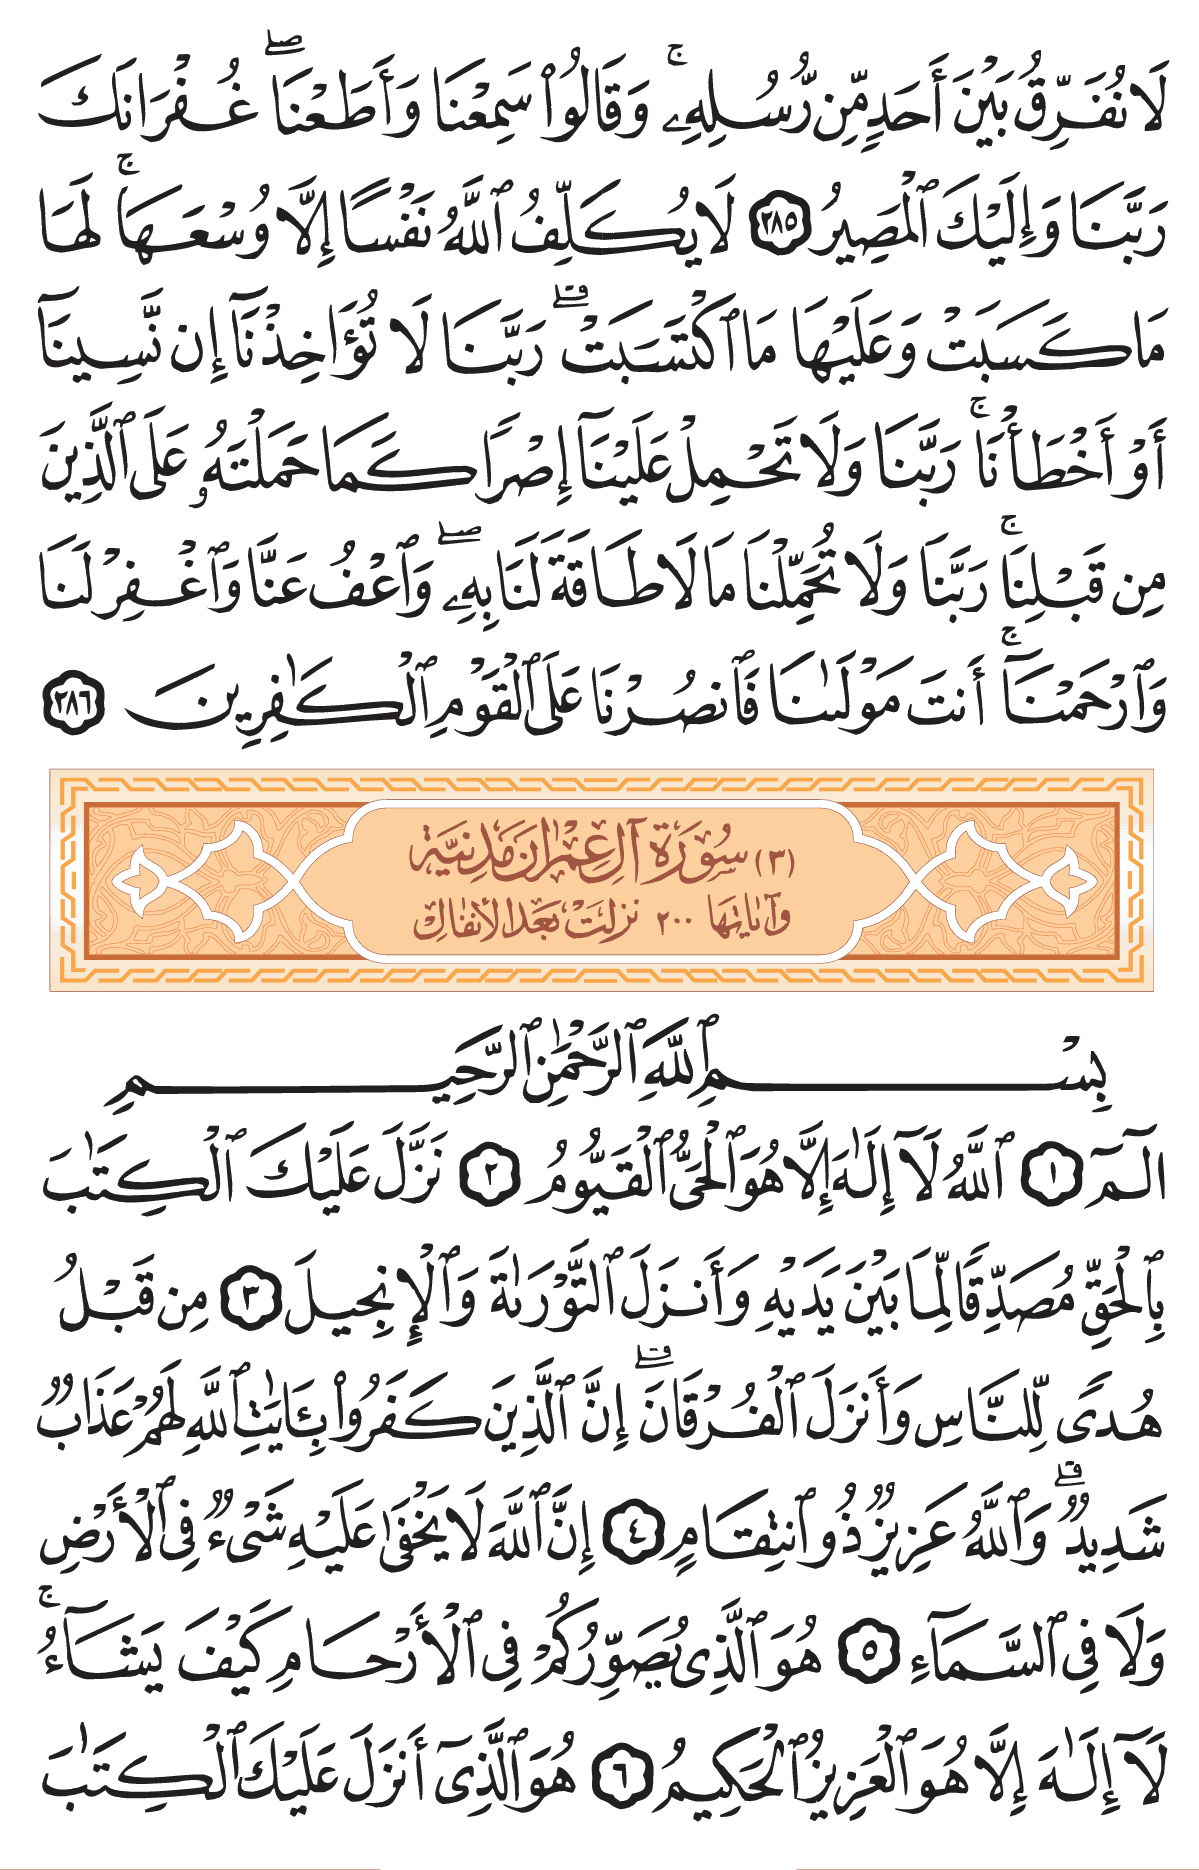 لَا نُفَرِّقُ بَيْنَ أَحَدٍ مِّن رُّسُلِهِۦۚ وَقَالُوا۟ سَمِعْنَا وَأَطَعْنَاۖ غُفْرَانَكَ
رَبَّنَا وَإِلَيْكَ ٱلْمَصِيرُ ٢٨٥ لَا يُكَلِّفُ ٱللَّهُ نَفْسًا إِلَّا وُسْعَهَاۚ لَهَا
مَا كَسَبَتْ وَعَلَيْهَا مَا ٱكْتَسَبَتْۗ رَبَّنَا لَا تُؤَاخِذْنَآ إِن نَّسِينَآ
أَوْ أَخْطَأْنَاۚ رَبَّنَا وَلَا تَحْمِلْ عَلَيْنَآ إِصْرًا كَمَا حَمَلْتَهُۥ عَلَى ٱلَّذِينَ
مِن قَبْلِنَاۚ رَبَّنَا وَلَا تُحَمِّلْنَا مَا لَا طَاقَةَ لَنَا بِهِۦۖ وَٱعْفُ عَنَّا وَٱغْفِرْ لَنَا
وَٱرْحَمْنَآۚ أَنتَ مَوْلَىٰنَا فَٱنصُرْنَا عَلَى ٱلْقَوْمِ ٱلْكَـٰفِرِينَ ٢٨٦
(٣) سُورَةُ آلِ عِمْرَان مَدَنِيَّة
وَآيَاتُهَا ٢٠٠ نَزَلَتْ بَعْدَ الأَنفَال
بِسْمِ ٱللَّهِ ٱلرَّحْمَـٰنِ ٱلرَّحِيمِ
الٓمٓ ١ ٱللَّهُ لَآ إِلَـٰهَ إِلَّا هُوَ ٱلْحَىُّ ٱلْقَيُّومُ ٢ نَزَّلَ عَلَيْكَ ٱلْكِتَـٰبَ
بِٱلْحَقِّ مُصَدِّقًا لِّمَا بَيْنَ يَدَيْهِ وَأَنزَلَ ٱلتَّوْرَىٰةَ وَٱلْإِنجِيلَ ٣ مِن قَبْلُ
هُدًى لِّلنَّاسِ وَأَنزَلَ ٱلْفُرْقَانَۗ إِنَّ ٱلَّذِينَ كَفَرُوا۟ بِـَٔايَـٰتِ ٱللَّهِ لَهُمْ عَذَابٌ
شَدِيدٌۗ وَٱللَّهُ عَزِيزٌ ذُو ٱنتِقَامٍ ٤ إِنَّ ٱللَّهَ لَا يَخْفَىٰ عَلَيْهِ شَىْءٌ فِى ٱلْأَرْضِ
وَلَا فِى ٱلسَّمَآءِ ٥ هُوَ ٱلَّذِى يُصَوِّرُكُمْ فِى ٱلْأَرْحَامِ كَيْفَ يَشَآءُۚ
لَآ إِلَـٰهَ إِلَّا هُوَ ٱلْعَزِيزُ ٱلْحَكِيمُ ٦ هُوَ ٱلَّذِىٓ أَنزَلَ عَلَيْكَ ٱلْكِتَـٰبَ